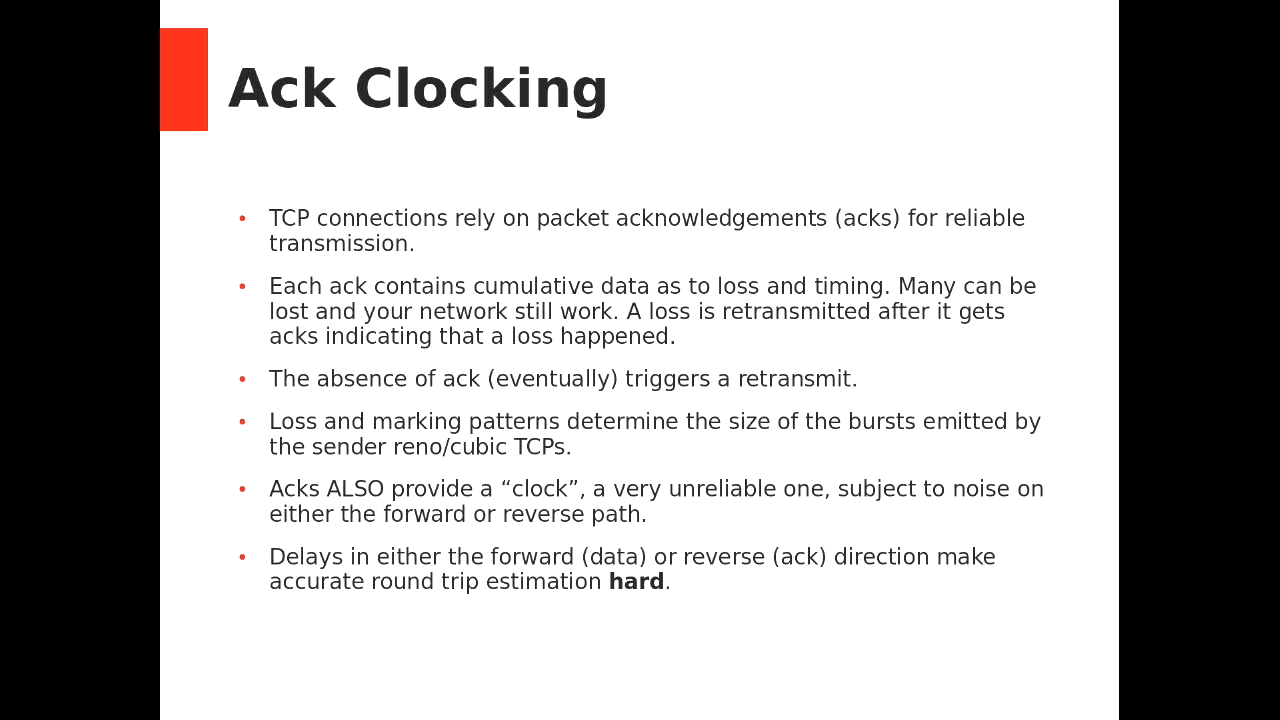 Ack Clocking
• TCP connections rely on packet acknowledgements (acks) for reliable
transmission.
• Each ack contains cumulative data as to loss and timing. Many can be
lost and your network still work. A loss is retransmitted after it gets
acks indicating that a loss happened.
• The absence of ack (eventually) triggers a retransmit.
• Loss and marking patterns determine the size of the bursts emitted by
the sender reno/cubic TCPs.
• Acks ALSO provide a “clock”, a very unreliable one, subject to noise on
either the forward or reverse path.
• Delays in either the forward (data) or reverse (ack) direction make
accurate round trip estimation hard.